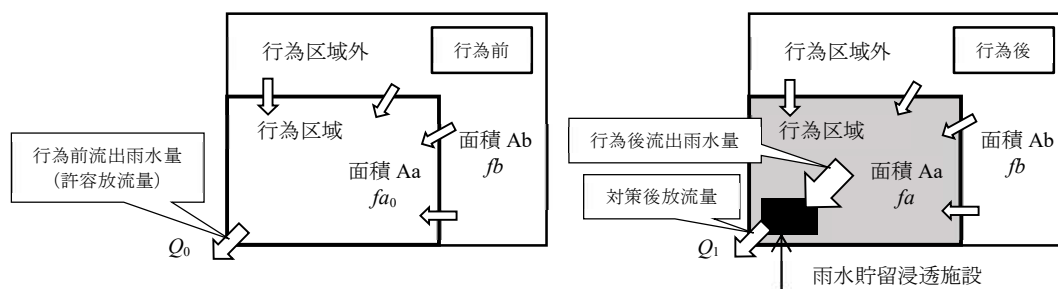 行為区域外
行為前
行為区域
行為前流出雨水量
（許容放流量）
面積 Aa
fa₀
面積 Ab
fb
Q₀
行為区域外
行為後
行為区域
行為後流出雨水量
対策後放流量
面積 Aa
fa
面積 Ab
fb
Q₁
雨水貯留浸透施設